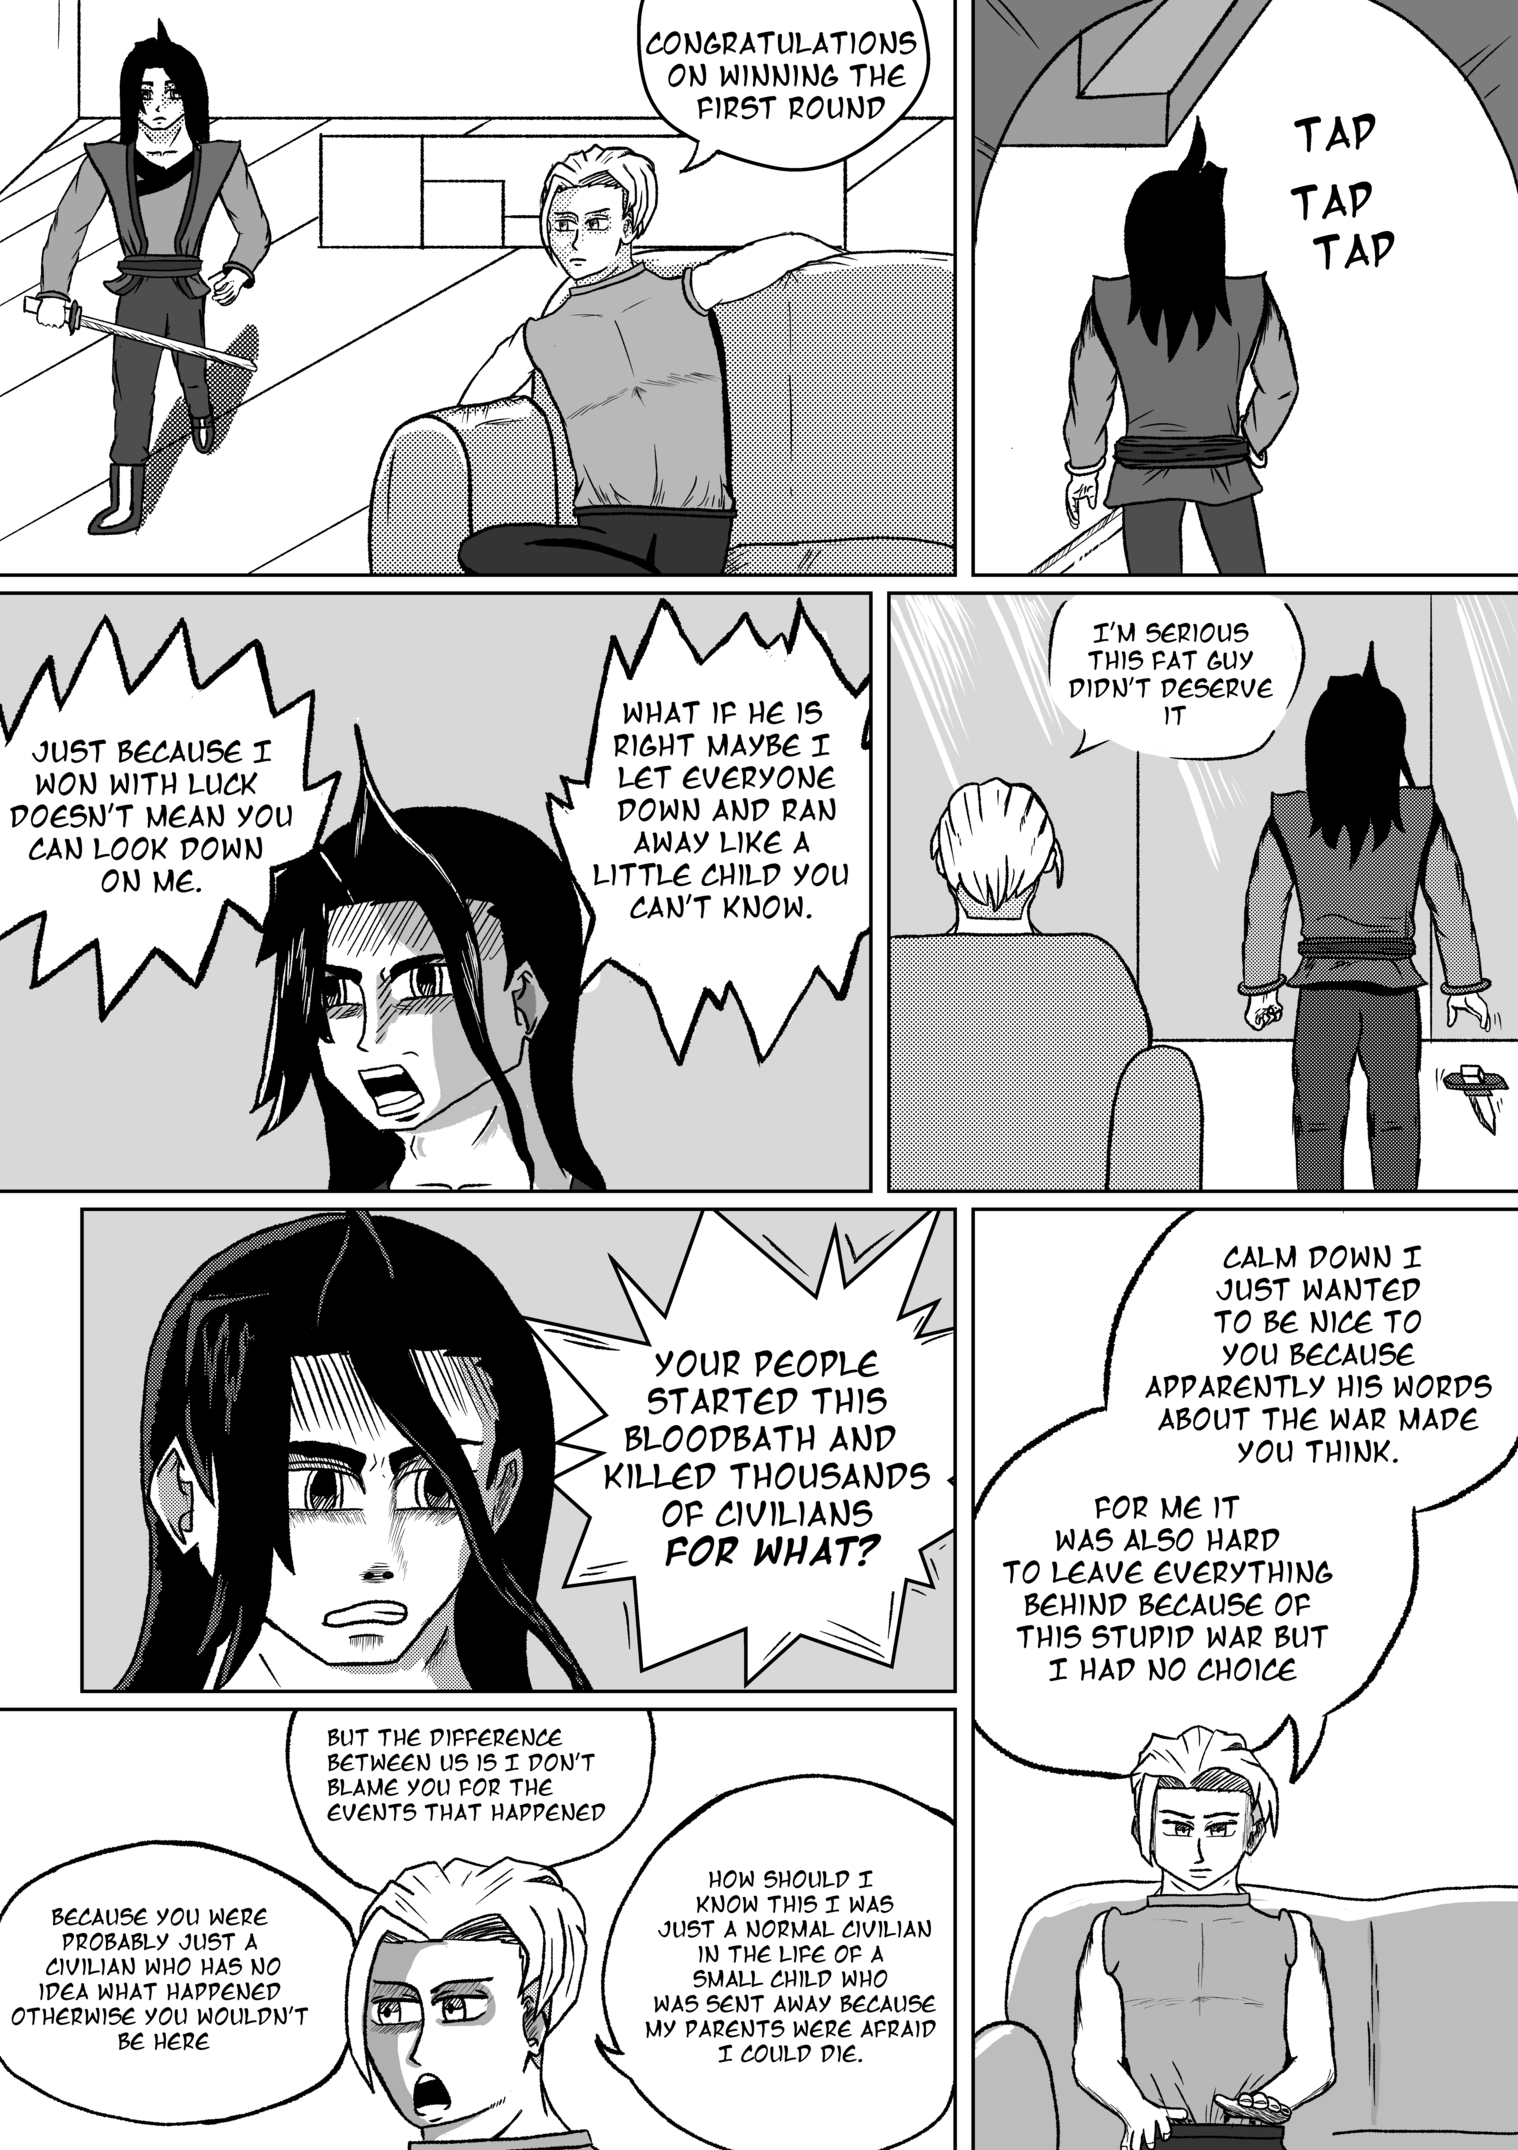 TAP
TAP
TAP
CONGRATULATIONS
ON WINNING THE
FIRST ROUND
I'M SERIOUS
THIS FAT GUY
DIDN'T DESERVE
IT
WHAT IF HE IS
RIGHT MAYBE I
LET EVERYONE
DOWN AND RAN
AWAY LIKE A
LITTLE CHILD YOU
CAN'T KNOW.
JUST BECAUSE I
WON WITH LUCK
DOESN'T MEAN YOU
CAN LOOK DOWN
ON ME.
CALM DOWN I
JUST WANTED
TO BE NICE TO
YOU BECAUSE
APPARENTLY HIS WORDS
ABOUT THE WAR MADE
YOU THINK.
FOR ME IT
WAS ALSO HARD
TO LEAVE EVERYTHING
BEHIND BECAUSE OF
THIS STUPID WAR BUT
I HAD NO CHOICE
YOUR PEOPLE
STARTED THIS
BLOODBATH AND
KILLED THOUSANDS
OF CIVILIANS
FOR WHAT?
HOW SHOULD I
KNOW THIS I WAS
JUST A NORMAL CIVILIAN
IN THE LIFE OF A
SMALL CHILD WHO
WAS SENT AWAY BECAUSE
MY PARENTS WERE AFRAID
I COULD DIE.
BUT THE DIFFERENCE
BETWEEN US IS I DON'T
BLAME YOU FOR THE
EVENTS THAT HAPPENED
BECAUSE YOU WERE
PROBABLY JUST A
CIVILIAN WHO HAS NO
IDEA WHAT HAPPENED
OTHERWISE YOU WOULDN'T
BE HERE